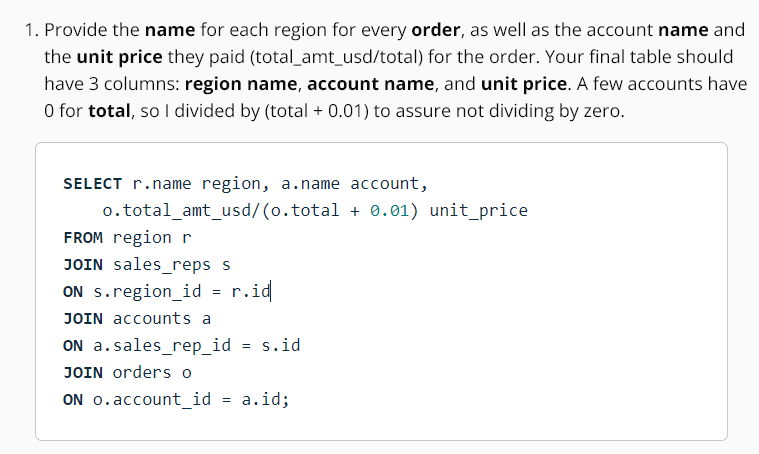 1. Provide the name for each region for every order, as well as the account name and
the unit price they paid (total_amt_usd/total) for the order. Your final table should
have 3 columns: region name, account name, and unit price. A few accounts have
0 for total, so I divided by (total + 0.01) to assure not dividing by zero.
SELECT r.name region, a.name account,
o.total_amt_usd/(o.total + 0.01) unit_price
FROM region r
JOIN sales_reps s
ON s.region_id = r.id
JOIN accounts a
ON a.sales_rep_id = s.id
JOIN orders o
ON o.account_id = a.id;